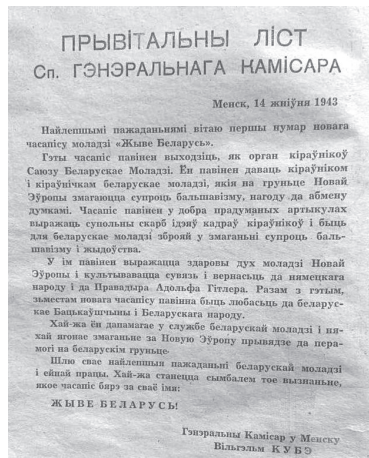 ПРЫВІТАЛЬНЫ ЛІСТ
Сп. ГЭНЭРАЛЬНАГА КАМІСАРА
Менск, 14 жніўня 1943
Найлепшымі пажаданьнямі вітаю першы нумар новага
часапісу моладзі «Жыве Беларусь».
Гэты часапіс павінен выходзіць, як орган кіраўнікоў
Саюзу Беларускае Моладзі. Ён павінен даваць кіраўніком
і кіраўнічкам беларускае моладзі, якія на груньце Новай
Эўропы змагаюцца супроць бальшавізму, нагоду да абмену
думкамі. Часапіс павінен у добра прадуманых артыкулах
выражаць супольны скарб ідэяў кадраў кіраўнікоў і быць
для беларускае моладзі зброяй у змаганьні супроць баль-
шавізму і жыдоўства.
У ім павінен выражацца здаровы дух моладзі Новай
Эўропы і культывавацца сувязь і вернасьць да нямецкага
народу і да Правадыра Адольфа Гітлера. Разам з гэтым,
зьместам новага часапісу павінна быць любасьць да беларус-
кае Бацькаўшчыны і Беларускага народу.
Хай-жа ён данамагае у службе беларускай моладзі і ня-
хай ягонае змаганьне за Новую Эўропу прывядзе да пера-
могі на беларускім груньце·
Шлю свае найлепшыя пажаданьні беларускай моладзі
і ейнай працы. Хай-жа станецца сымбалем тое вызнаньне,
якое часапіс бярэ за сваё імя:
ЖЫВЕ БЕЛАРУСЬ!
Гэнэральны Камісар у Менску
Вільгэльм КУБЭ